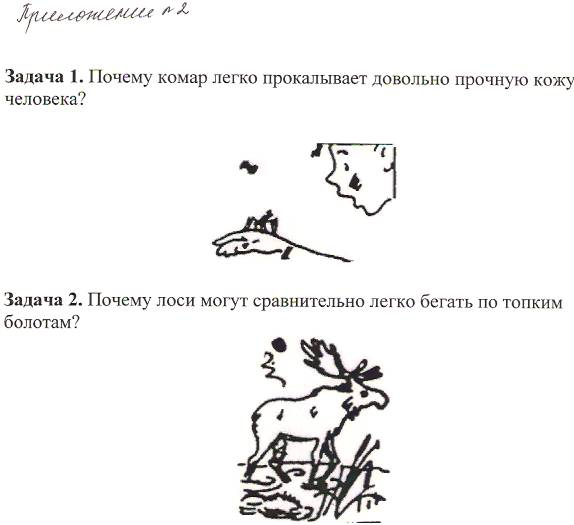 Приложение №2
Задача 1. Почему комар легко прокалывает довольно прочную кожу
человека?
Задача 2. Почему лоси могут сравнительно легко бегать по топким
болотам?